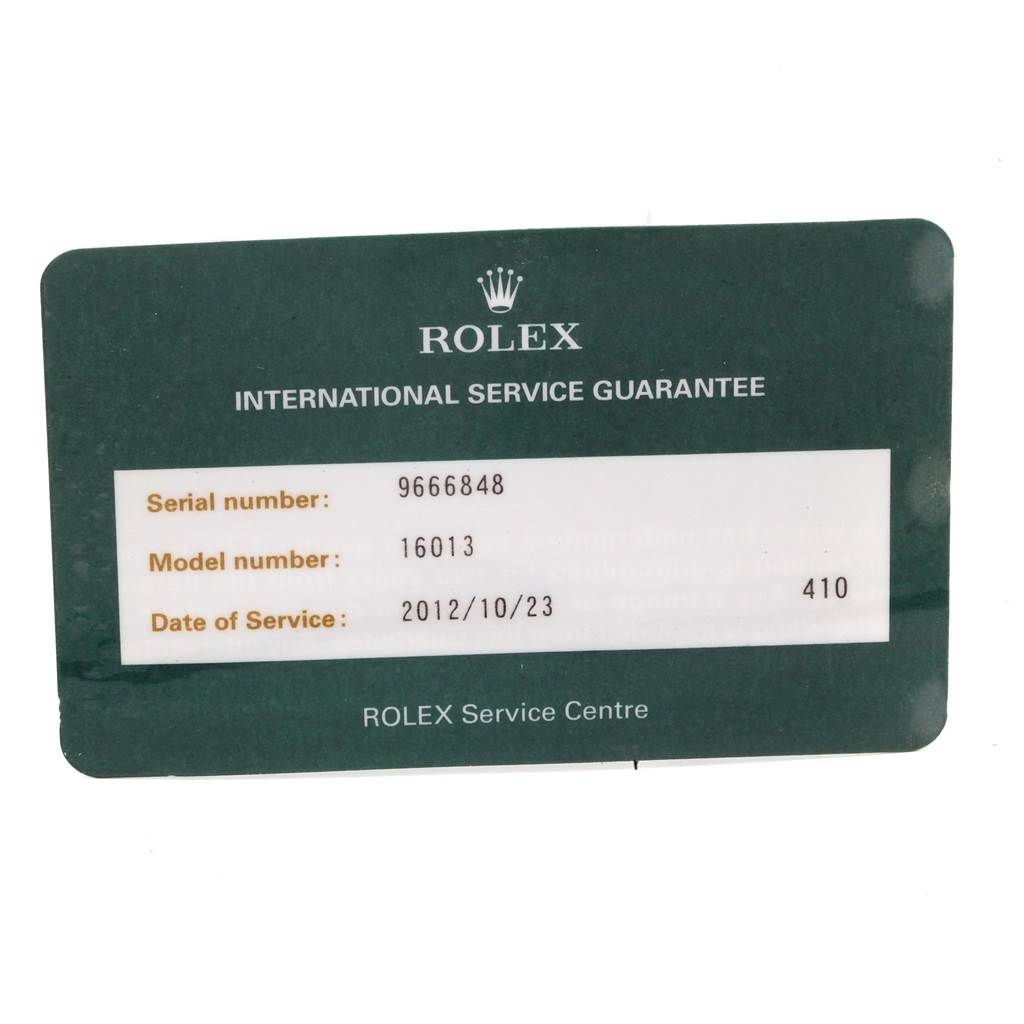 ROLEX
INTERNATIONAL SERVICE GUARANTEE
Serial number: 9666848
Model number: 16013
Date of Service: 2012/10/23 410
ROLEX Service Centre